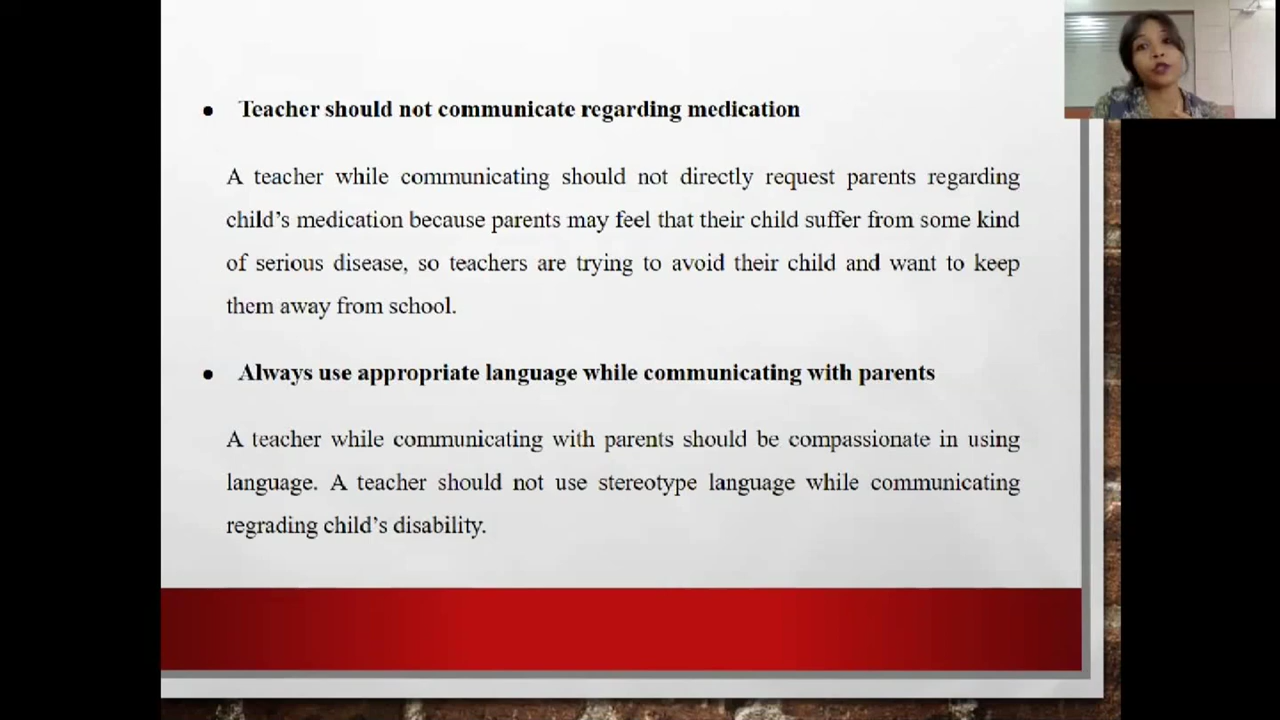 • Teacher should not communicate regarding medication
A teacher while communicating should not directly request parents regarding
child's medication because parents may feel that their child suffer from some kind
of serious disease, so teachers are trying to avoid their child and want to keep
them away from school.
• Always use appropriate language while communicating with parents
A teacher while communicating with parents should be compassionate in using
language. A teacher should not use stereotype language while communicating
regrading child's disability.